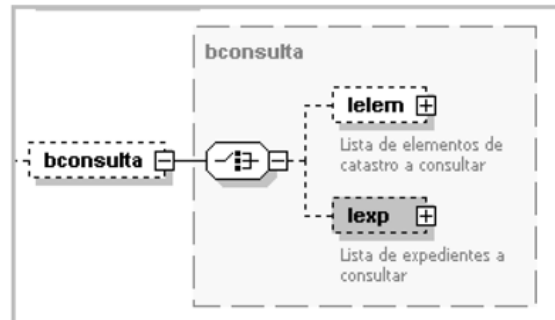 bconsulta
lelem
Lista de elementos de
catastro a consultar
bconsulta
lexp
Lista de expedientes a
consultar